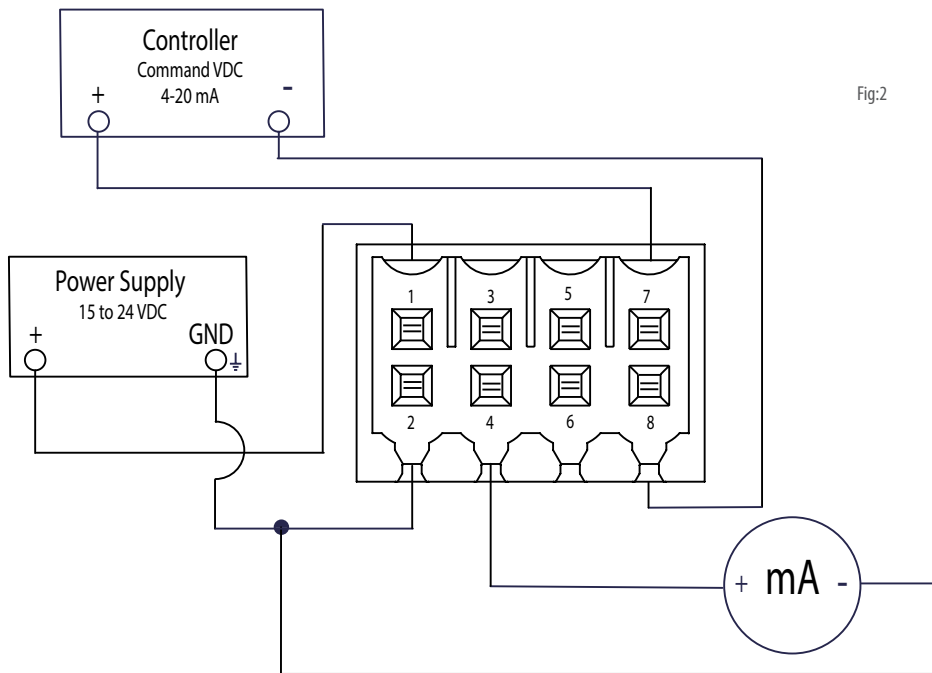 Controller
Command VDC
4-20 mA
+ -
Fig:2
Power Supply
15 to 24 VDC
+ GND
1 3 5 7
2 4 6 8
+ mA -